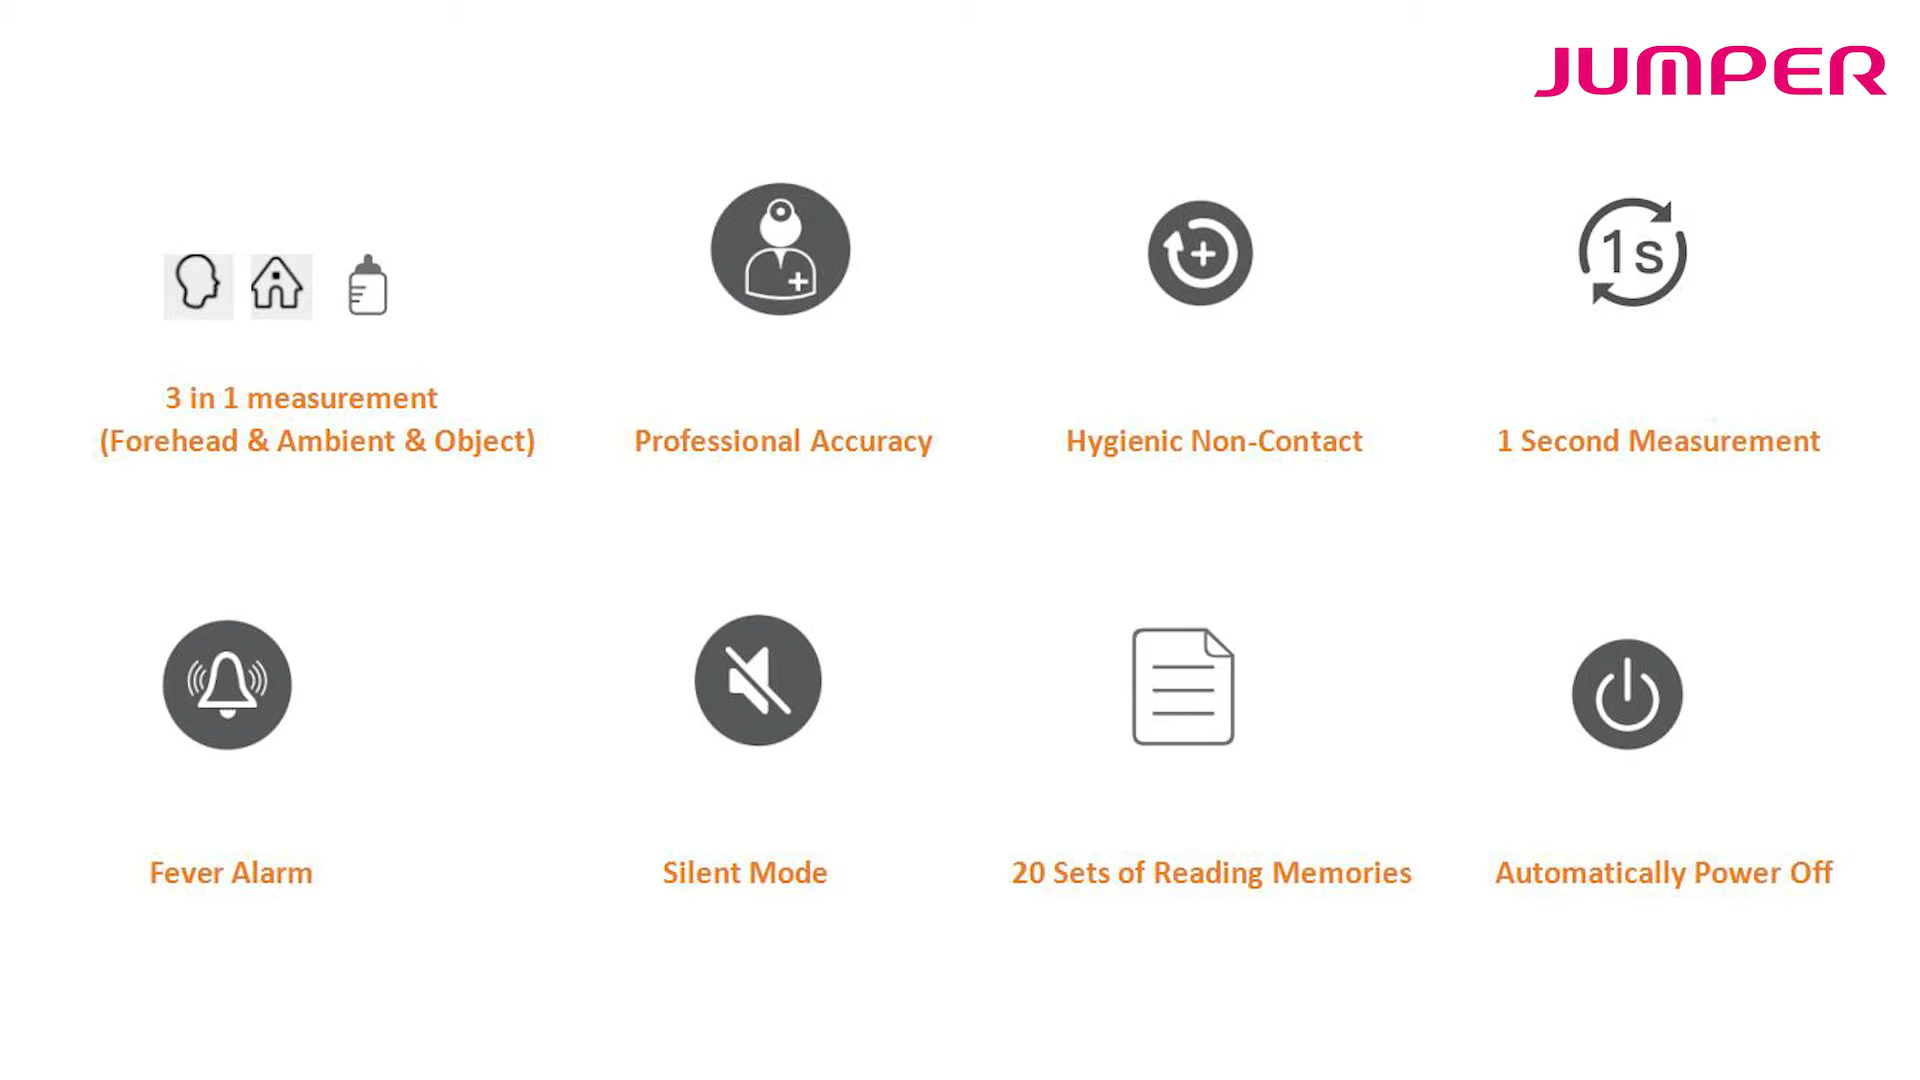 JUMPER
3 in 1 measurement
(Forehead & Ambient & Object)
Professional Accuracy
Hygienic Non-Contact
1s
1 Second Measurement
Fever Alarm
Silent Mode
20 Sets of Reading Memories
Automatically Power Off